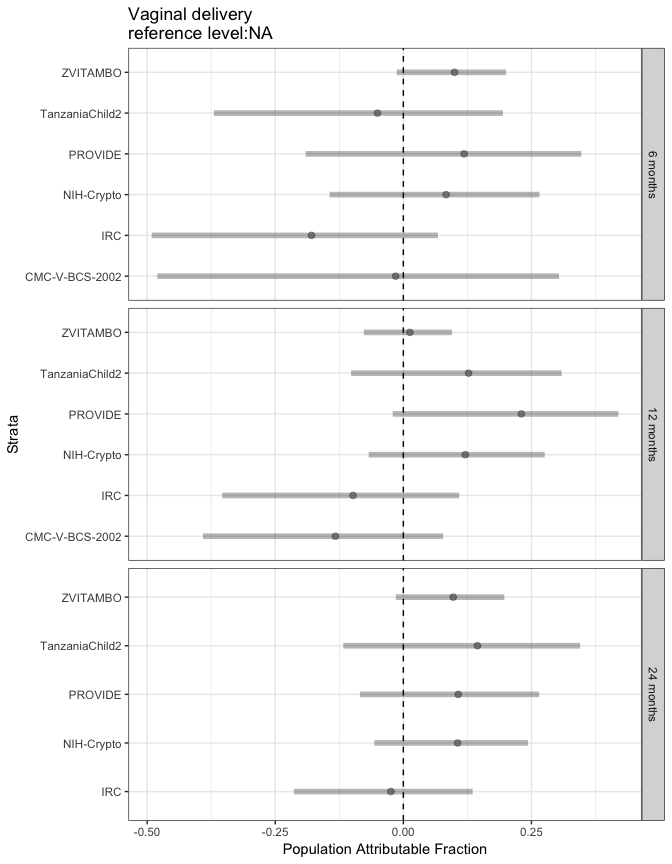 Vaginal delivery
reference level:NA
ZVITAMBO
TanzaniaChild2
PROVIDE
NIH-Crypto
IRC
CMC-V-BCS-2002
6 months
ZVITAMBO
TanzaniaChild2
PROVIDE
NIH-Crypto
IRC
CMC-V-BCS-2002
12 months
ZVITAMBO
TanzaniaChild2
PROVIDE
NIH-Crypto
IRC
24 months
Strata
-0.50 -0.25 0.00 0.25
Population Attributable Fraction